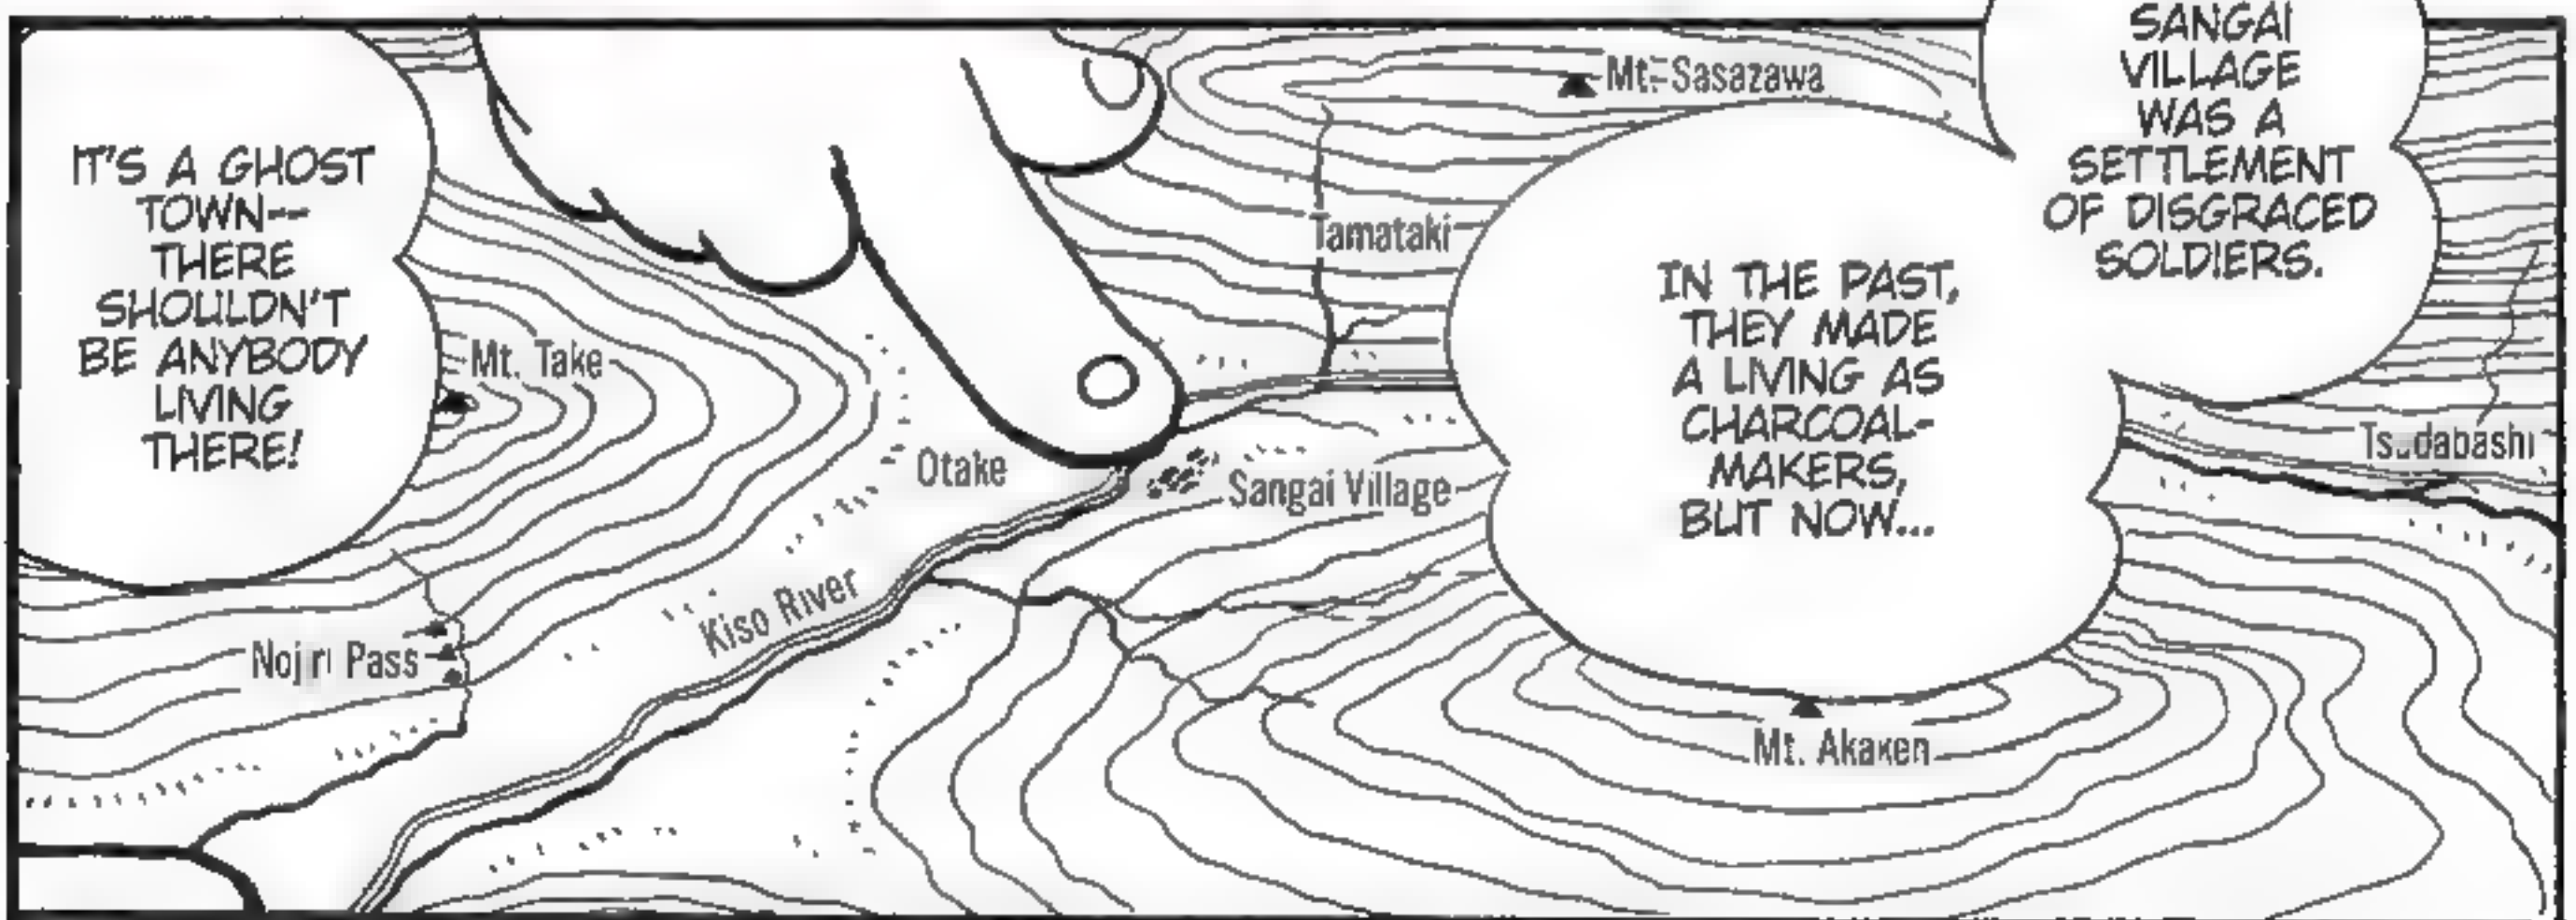 SANGAI
VILLAGE
WAS A
SETTLEMENT
OF DISGRACED
SOLDIERS.
IN THE PAST,
THEY MADE
A LIVING AS
CHARCOAL-
MAKERS,
BUT NOW...
IT'S A GHOST
TOWN--
THERE
SHOULDN'T
BE ANYBODY
LIVING
THERE!
Mt. Sasazawa
Tamataki
Mt. Take
Otake
Sangai Village
Kiso River
Nojiri Pass
Mt. Akaken